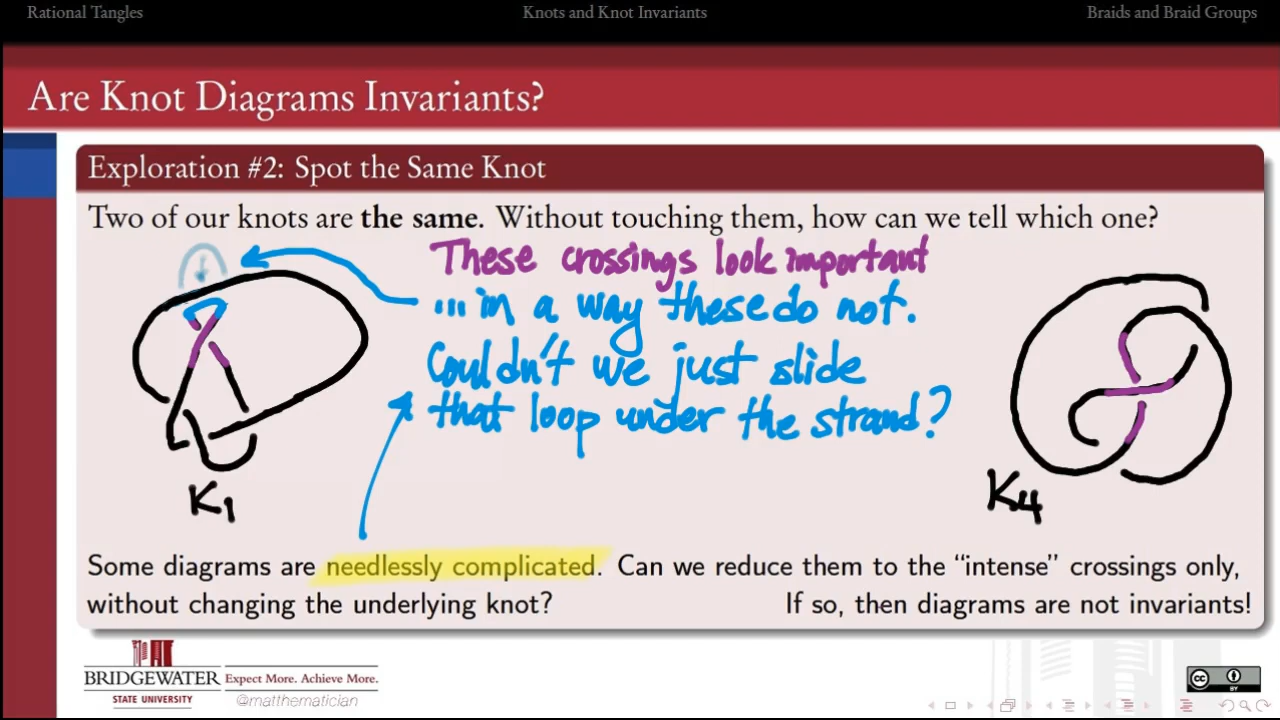 Rational Tangles Knots and Knot Invariants Braids and Braid Groups
Are Knot Diagrams Invariants?
Exploration #2: Spot the Same Knot
Two of our knots are the same. Without touching them, how can we tell which one?
These crossings look important
...in a way these do not.
Couldn't we just slide
that loop under the strand?
K1
K4
Some diagrams are needlessly complicated. Can we reduce them to the “intense” crossings only,
without changing the underlying knot? If so, then diagrams are not invariants!
BRIDGEWATER
STATE UNIVERSITY
Expect More. Achieve More.
@matthematician
CC BY